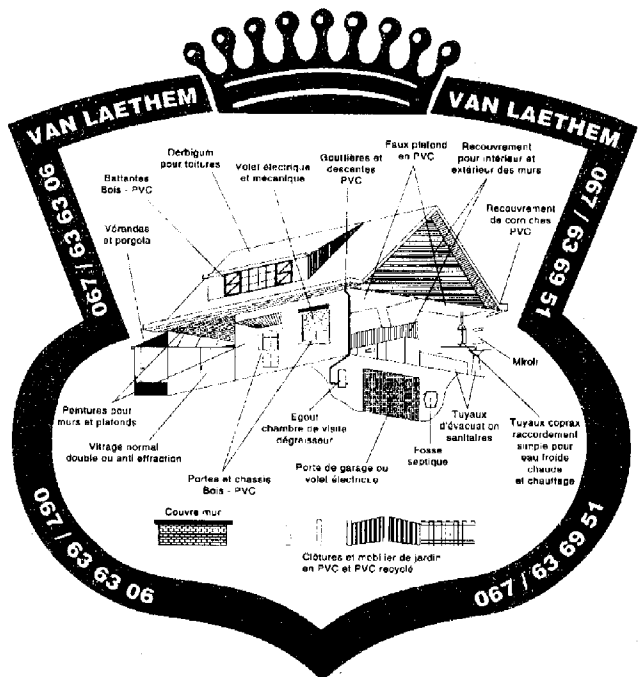 VAN LAETHEM
VAN LAETHEM
067 / 63 63 06
067 / 63 69 51
Derbigum
pour toitures
Battantes
Bois - PVC
Volet électrique
et mécanique
Gouttières et
descentes
PVC
Faux plafond
en PVC
Recouvrement
pour intérieur et
extérieur des murs
Vérandas
et porgola
Recouvrement
de corniches
PVC
Miroir
Peintures pour
murs et plafonds
Vitrage normal
double ou anti effraction
Portes et chassis
Bois - PVC
Egout
chambre de visite
dégraisseur
Porte de garage ou
volet électrique
Fosse
septique
Tuyaux
d'évacuation
sanitaires
Tuyaux coprax
raccordement
simple pour
eau froide
chaude
et chauffage
Couvre mur
Clôtures et mobilier de jardin
en PVC et PVC recyclé
067 / 63 63 06
067 / 63 69 51